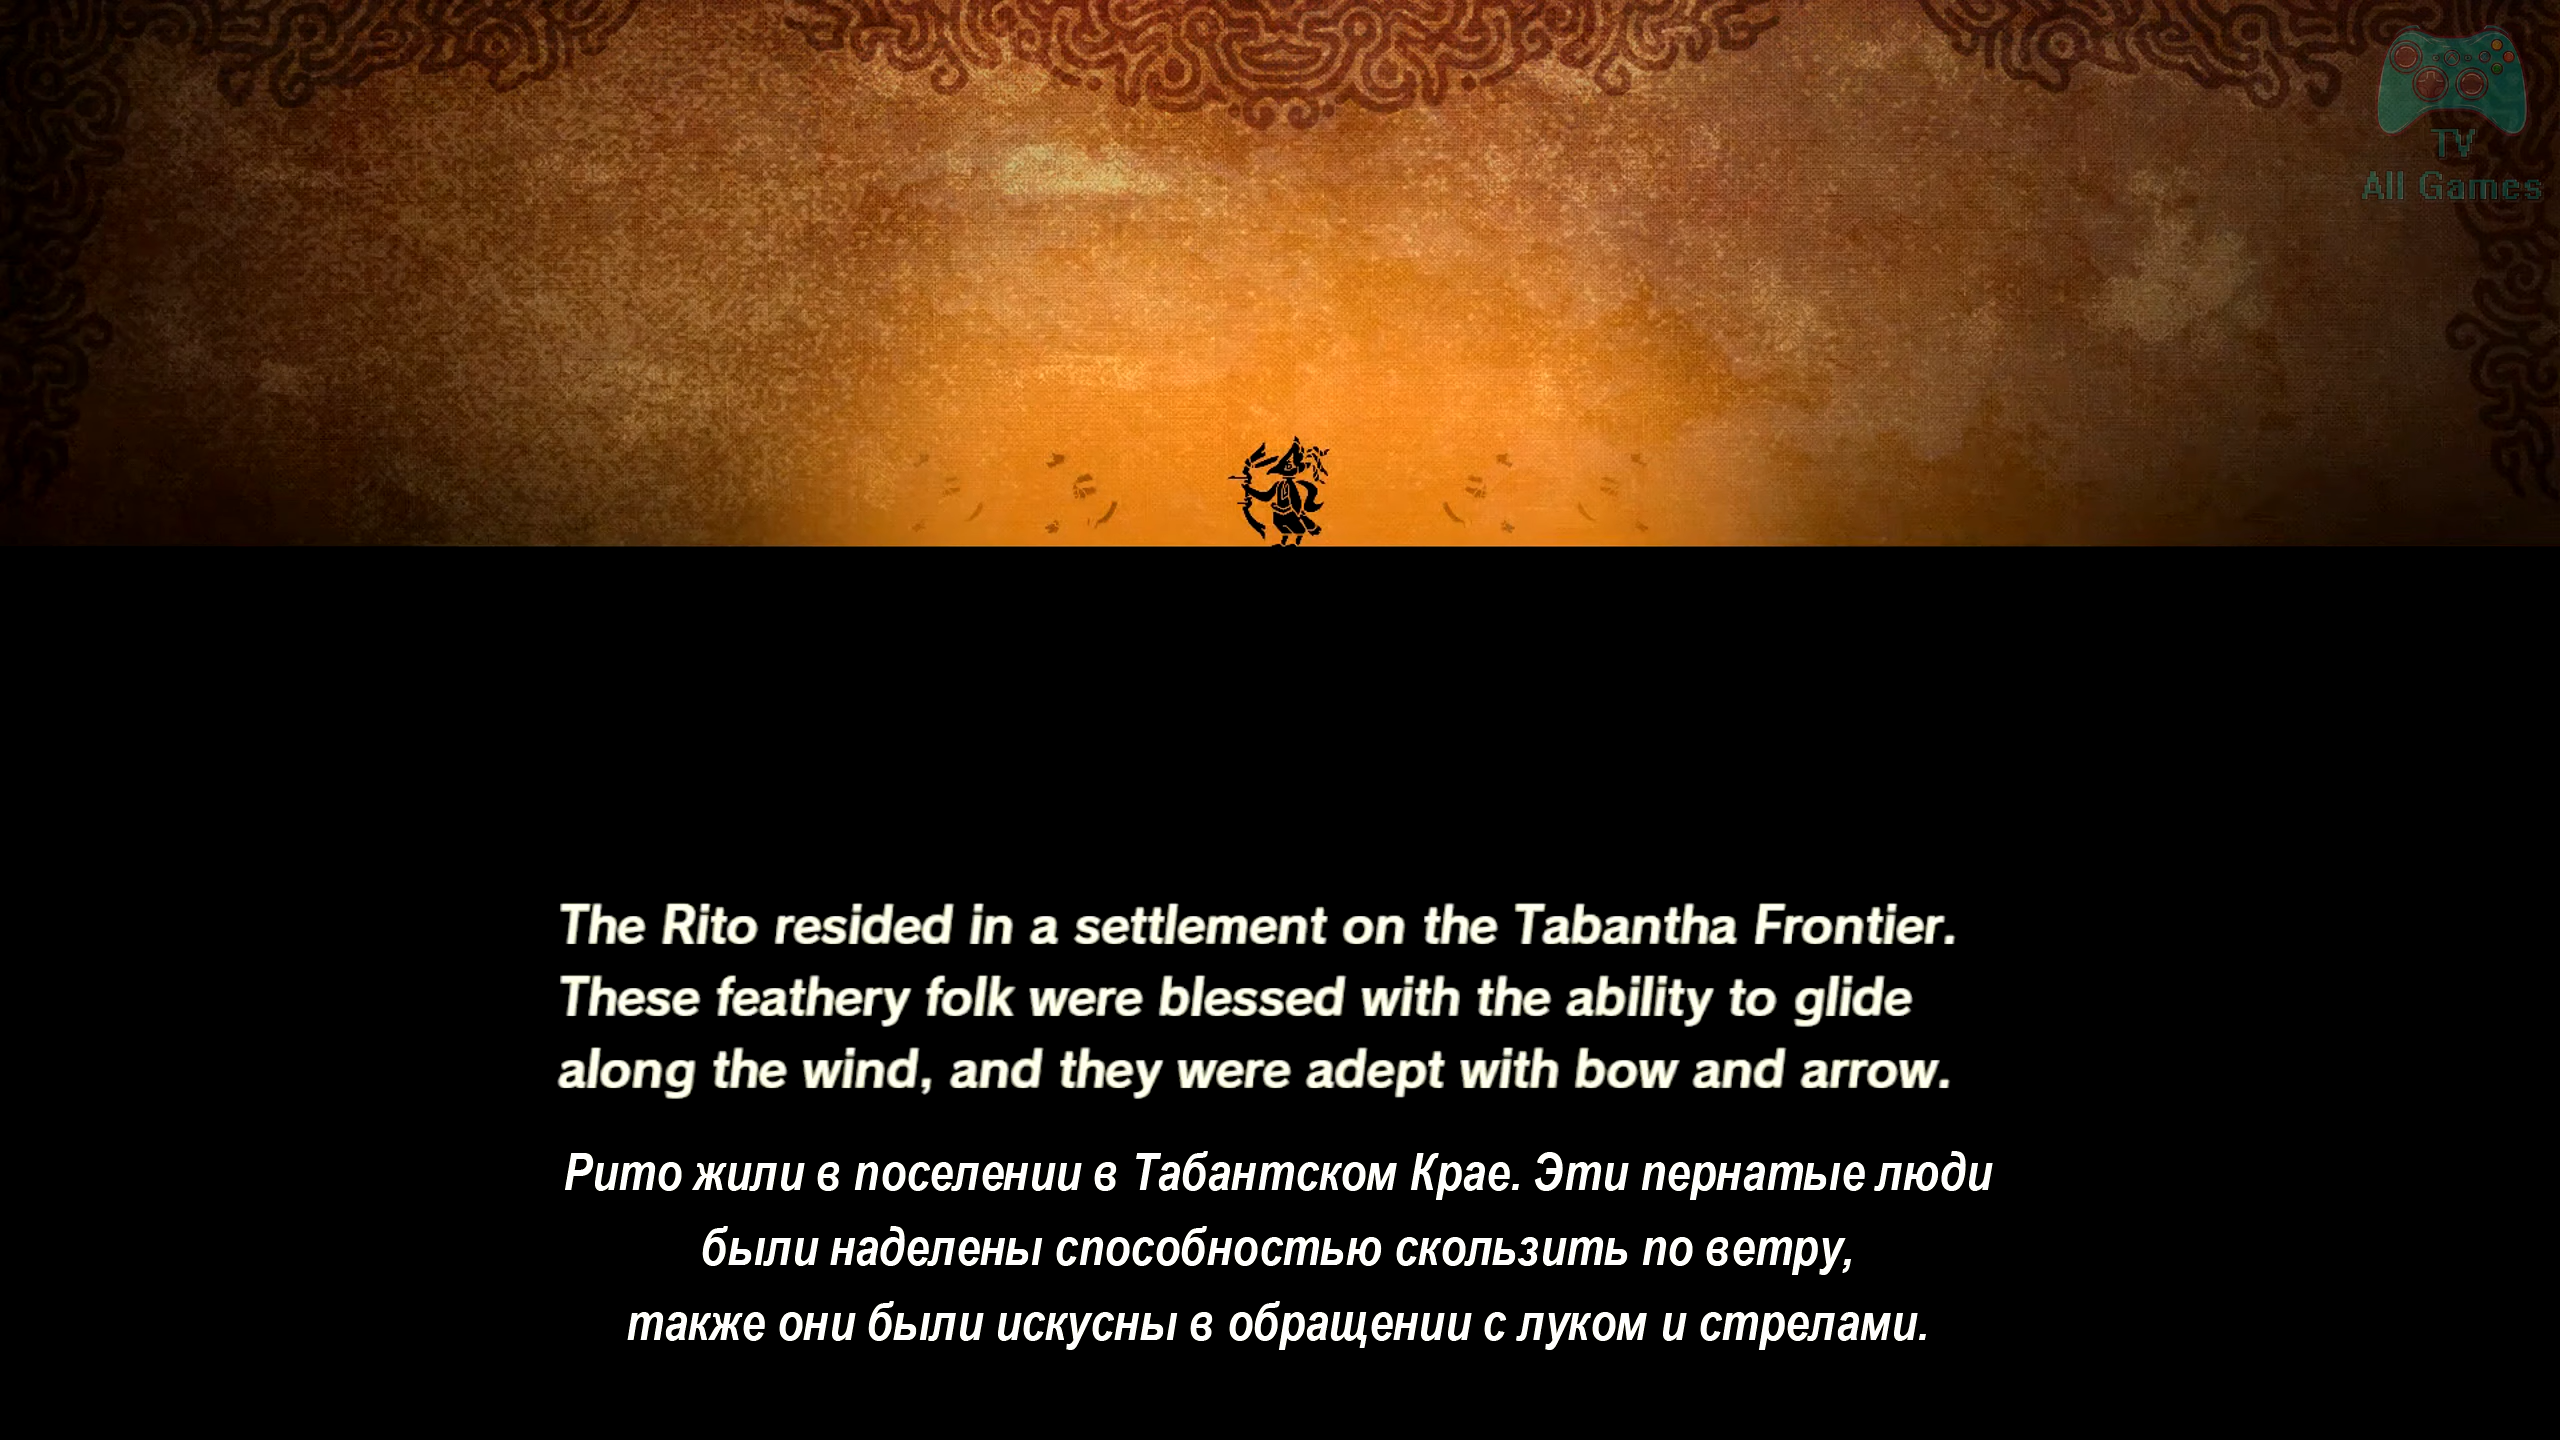 TV
All Games
The Rito resided in a settlement on the Tabantha Frontier.
These feathery folk were blessed with the ability to glide
along the wind, and they were adept with bow and arrow.
Рито жили в поселении в Табантском Крае. Эти пернатые люди
были наделены способностью скользить по ветру,
также они были искусны в обращении с луком и стрелами.